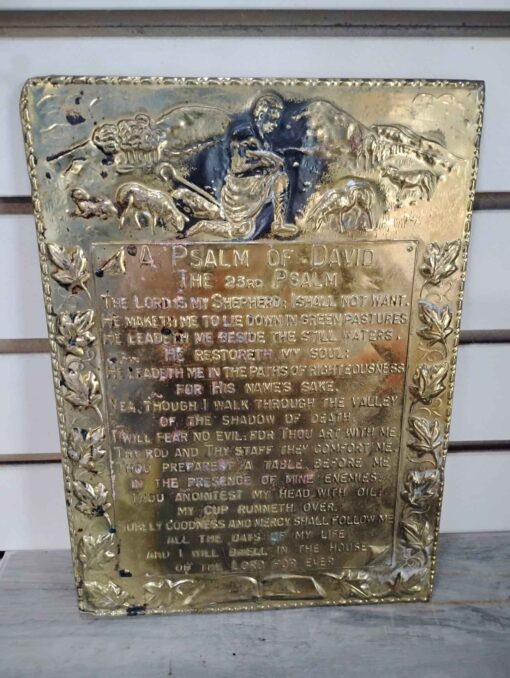 A PSALM OF DAVID
THE 23RD PSALM
THE LORD IS MY SHEPHERD; I SHALL NOT WANT.
HE MAKETH ME TO LIE DOWN IN GREEN PASTURES
HE LEADETH ME BESIDE THE STILL WATERS.
HE RESTORETH MY SOUL:
HE LEADETH ME IN THE PATHS OF RIGHTEOUSNESS
FOR HIS NAME'S SAKE.
YEA, THOUGH I WALK THROUGH THE VALLEY
OF THE SHADOW OF DEATH,
I WILL FEAR NO EVIL: FOR THOU ART WITH ME
THY ROD AND THY STAFF THEY COMFORT ME.
THOU PREPAREST A TABLE BEFORE ME
IN THE PRESENCE OF MINE ENEMIES:
THOU ANOINTEST MY HEAD WITH OIL;
MY CUP RUNNETH OVER.
SURELY GOODNESS AND MERCY SHALL FOLLOW ME
ALL THE DAYS OF MY LIFE
AND I WILL DWELL IN THE HOUSE
OF THE LORD FOR EVER